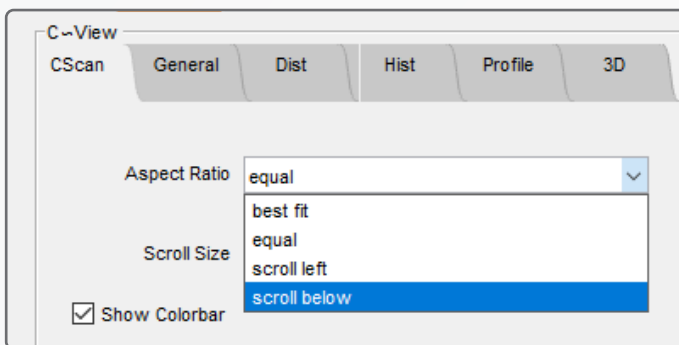 C~View
CScan General Dist Hist Profile 3D
Aspect Ratio equal
best fit
equal
Scroll Size
scroll left
scroll below
Show Colorbar